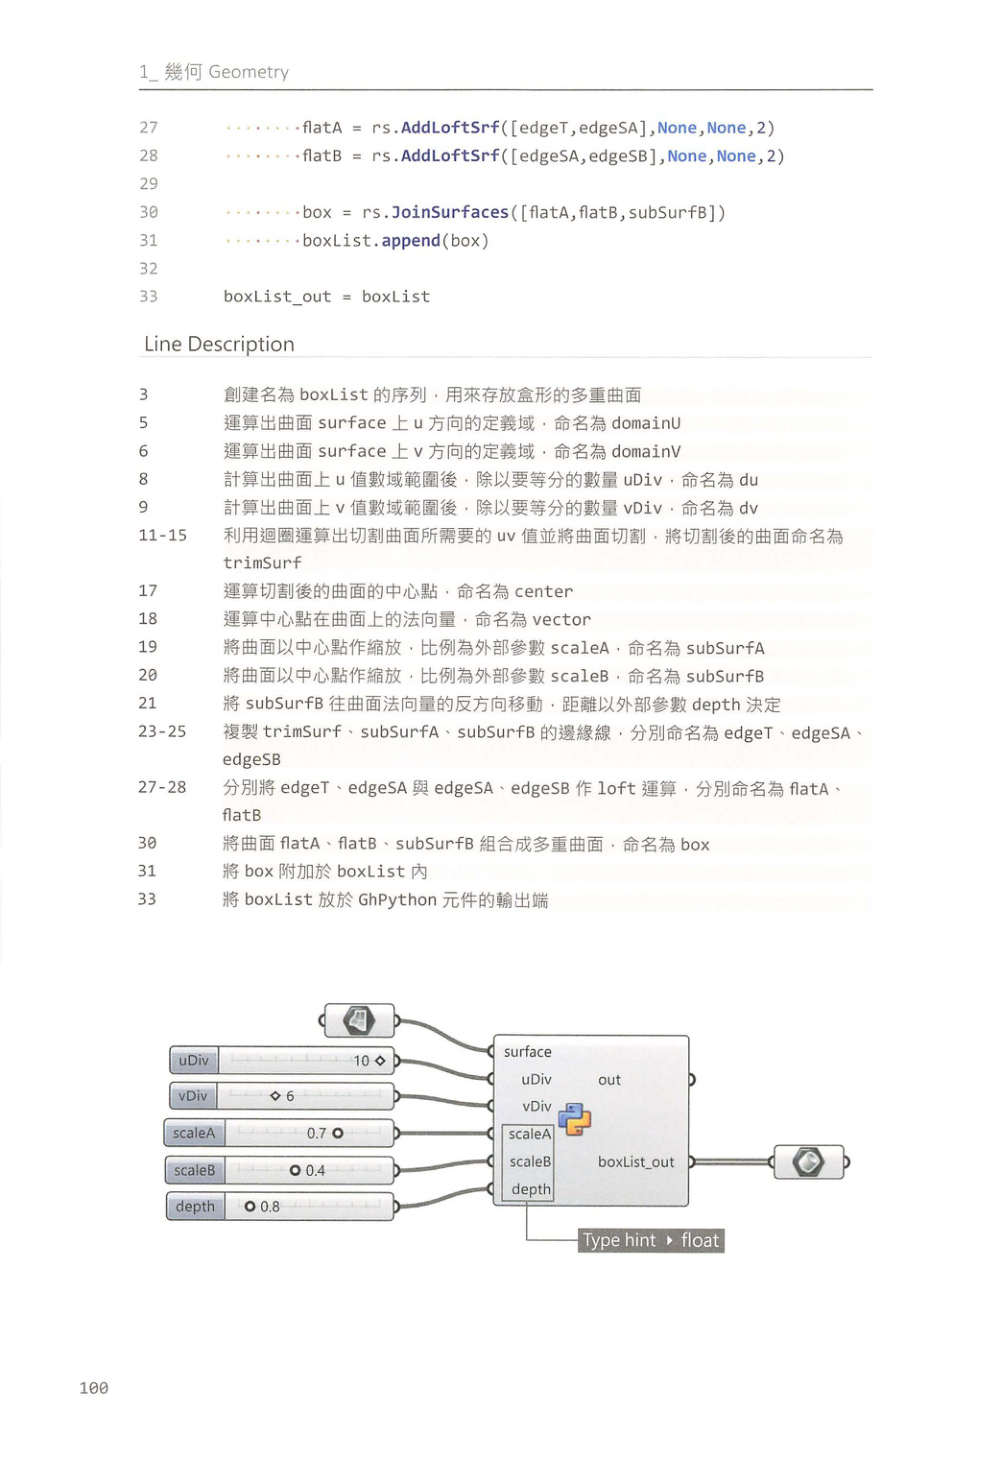 1_ 幾何 Geometry
27 flatA = rs.AddLoftSrf([edgeT,edgeSA],None,None,2)
28 flatB = rs.AddLoftSrf([edgeSA,edgeSB],None,None,2)
29
30 box = rs.JoinSurfaces([flatA,flatB,subSurfB])
31 boxList.append(box)
32
33 boxList_out = boxList
Line Description
3 創建名為 boxList 的序列，用來存放盒形的多重曲面
5 運算出曲面 surface 上 u 方向的定義域，命名為 domainU
6 運算出曲面 surface 上 v 方向的定義域，命名為 domainV
8 計算出曲面上 u 值數域範圍後，除以要等分的數量 uDiv，命名為 du
9 計算出曲面上 v 值數域範圍後，除以要等分的數量 vDiv，命名為 dv
11-15 利用迴圈運算出切割曲面所需要的 uv 值並將曲面切割，將切割後的曲面命名為
trimSurf
17 運算切割後的曲面的中心點，命名為 center
18 運算中心點在曲面上的法向量，命名為 vector
19 將曲面以中心點作縮放，比例為外部參數 scaleA，命名為 subSurfA
20 將曲面以中心點作縮放，比例為外部參數 scaleB，命名為 subSurfB
21 將 subSurfB 往曲面法向量的反方向移動，距離以外部參數 depth 決定
23-25 複製 trimSurf、subSurfA、subSurfB 的邊緣線，分別命名為 edgeT、edgeSA、
edgeSB
27-28 分別將 edgeT、edgeSA 與 edgeSA、edgeSB 作 loft 運算，分別命名為 flatA、
flatB
30 將曲面 flatA、flatB、subSurfB 組合成多重曲面，命名為 box
31 將 box 附加於 boxList 內
33 將 boxList 放於 GhPython 元件的輸出端
uDiv 10
vDiv 6
scaleA 0.7
scaleB 0.4
depth 0.8
surface
uDiv out
vDiv
scaleA
scaleB boxList_out
depth
Type hint ▸ float
100